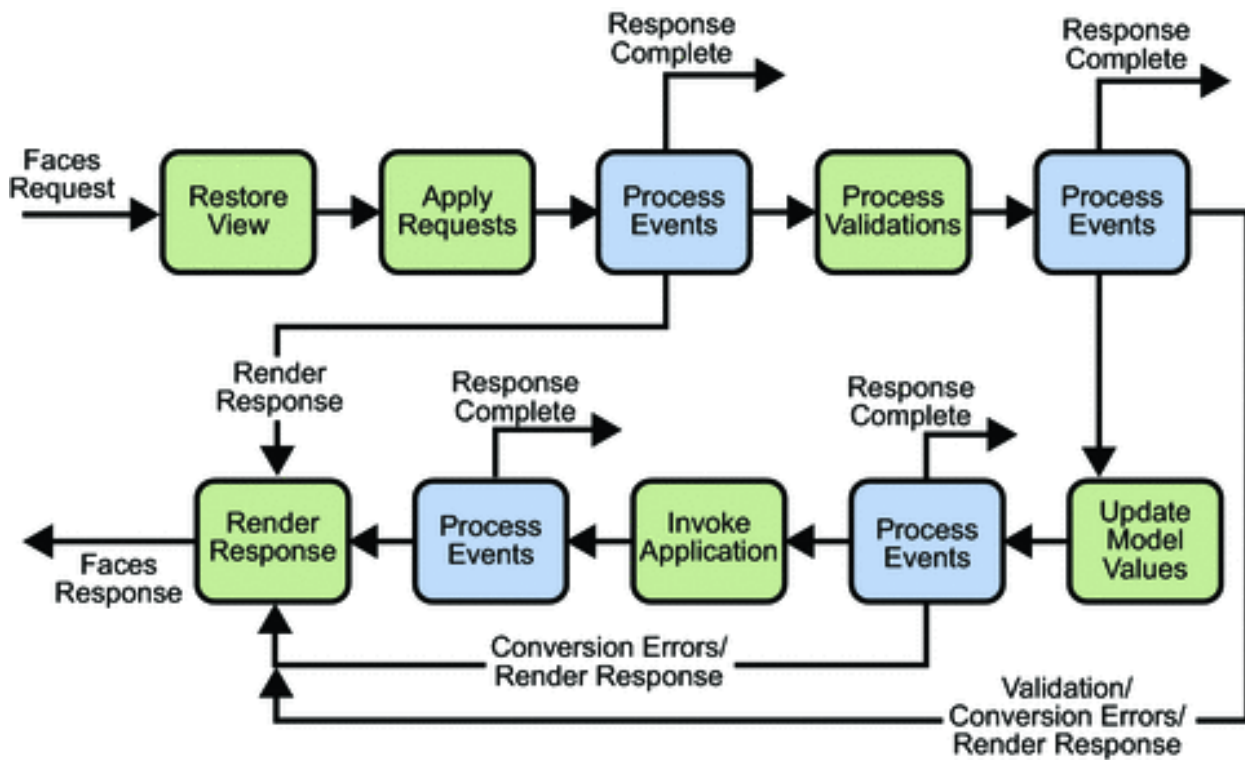 Response
Complete
Response
Complete
Faces
Request
Restore
View
Apply
Requests
Process
Events
Process
Validations
Process
Events
Render
Response
Response
Complete
Response
Complete
Render
Response
Process
Events
Invoke
Application
Process
Events
Update
Model
Values
Faces
Response
Conversion Errors/
Render Response
Validation/
Conversion Errors/
Render Response